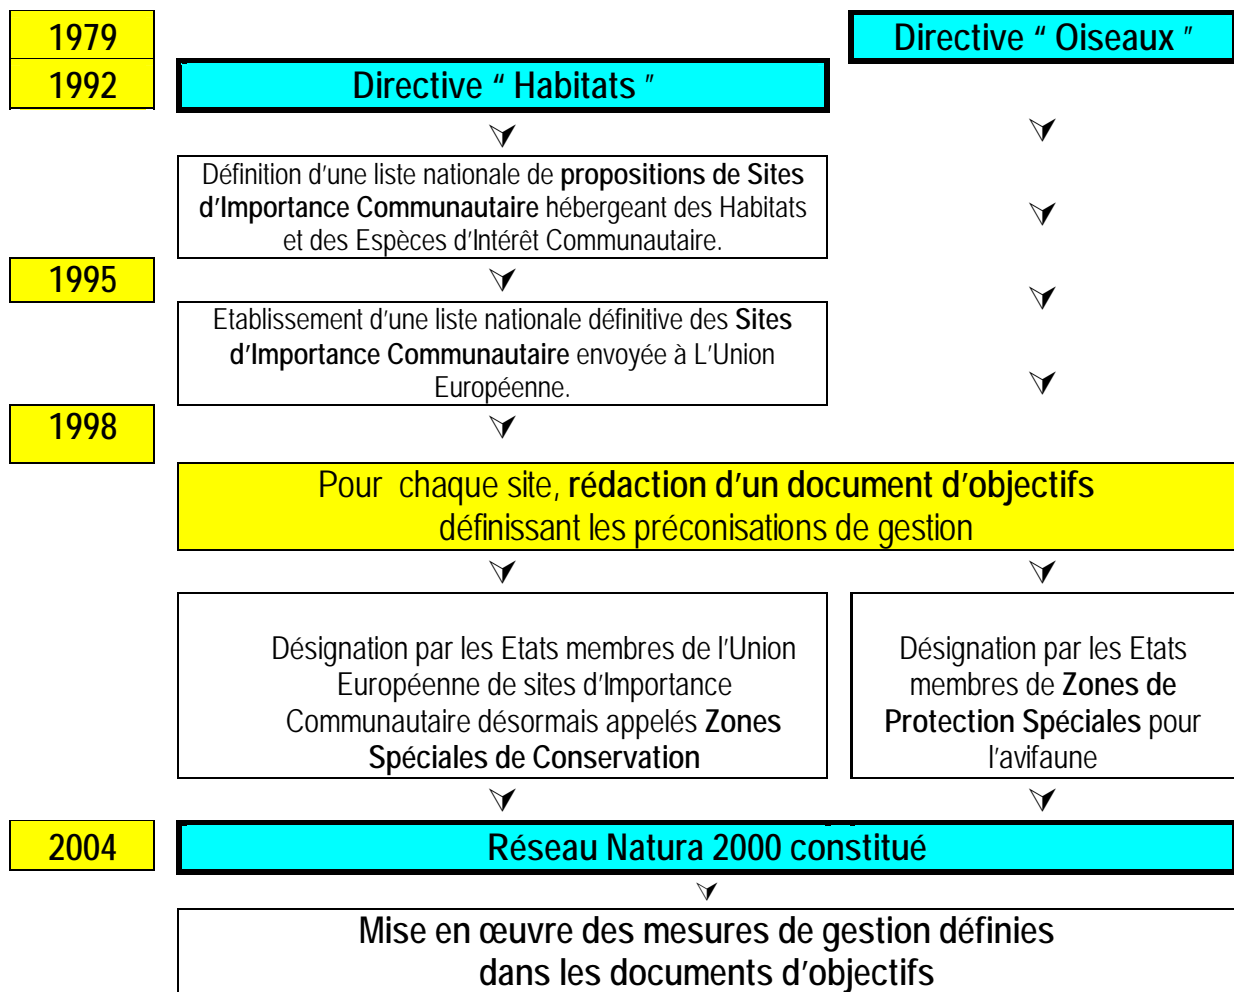 1979
Directive “ Oiseaux ”
1992
Directive “ Habitats ”
Définition d'une liste nationale de propositions de Sites
d'Importance Communautaire hébergeant des Habitats
et des Espèces d'Intérêt Communautaire.
1995
Etablissement d'une liste nationale définitive des Sites
d'Importance Communautaire envoyée à L'Union
Européenne.
1998
Pour chaque site, rédaction d'un document d'objectifs
définissant les préconisations de gestion
Désignation par les Etats membres de l'Union
Européenne de sites d'Importance
Communautaire désormais appelés Zones
Spéciales de Conservation
Désignation par les Etats
membres de Zones de
Protection Spéciales pour
l'avifaune
2004
Réseau Natura 2000 constitué
Mise en œuvre des mesures de gestion définies
dans les documents d'objectifs